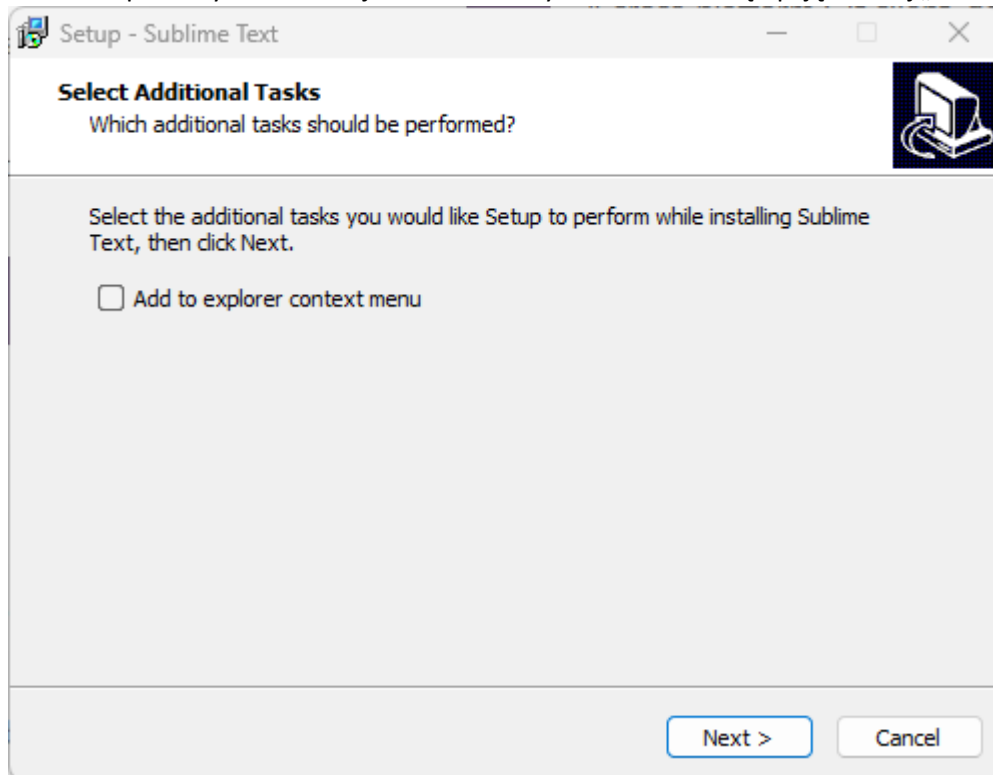 Setup - Sublime Text
Select Additional Tasks
Which additional tasks should be performed?
Select the additional tasks you would like Setup to perform while installing Sublime
Text, then click Next.
Add to explorer context menu
Next >
Cancel